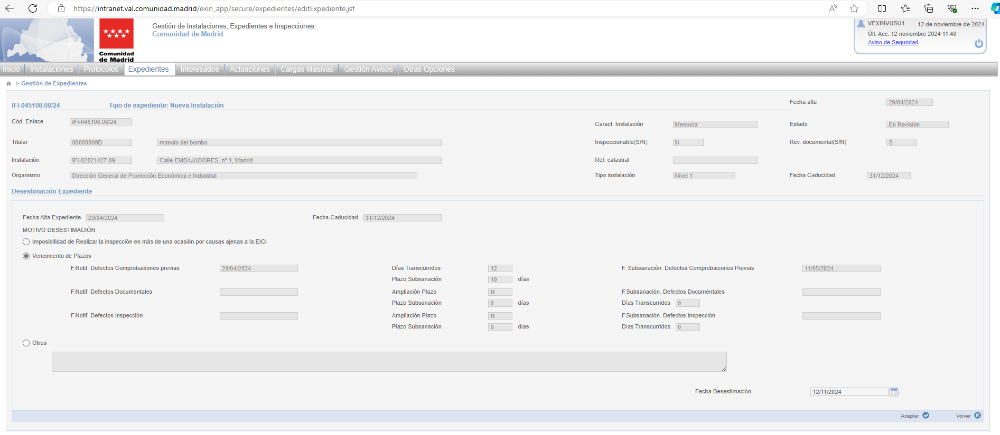 https://intranet.val.comunidad.madrid/exin_app/secure/expedientes/editExpediente.jsf
Gestión de Instalaciones, Expedientes e Inspecciones
Comunidad de Madrid
Comunidad
de Madrid
VEXINVUSU1 12 de noviembre de 2024
Últ. Acc.:12 noviembre 2024 11:40
Aviso de Seguridad
Inicio Instalaciones Protocolos Expedientes Interesados Actuaciones Cargas Masivas Gestión Avisos Otras Opciones
> Gestión de Expedientes
IFI-045108.08/24 Tipo de expediente: Nueva Instalación Fecha alta 29/04/2024
Cód. Enlace IFI-045108.08/24 Caract. Instalación Memoria Estado En Revisión
Titular 00000009D manolo del bombo Inspeccionable(S/N) N Rev. documental(S/N) S
Instalación IFI-02021427-09 Calle EMBAJADORES, nº 1, Madrid Ref. catastral
Organismo Dirección General de Promoción Económica e Industrial Tipo instalación Nivel 1 Fecha Caducidad 31/12/2024
Desestimación Expediente
Fecha Alta Expediente 29/04/2024 Fecha Caducidad 31/12/2024
MOTIVO DESESTIMACIÓN
Imposibilidad de Realizar la inspección en más de una ocasión por causas ajenas a la EICI
Vencimiento de Plazos
F.Notif. Defectos Comprobaciones previas 29/04/2024 Días Transcurridos 12 F. Subsanación. Defectos Comprobaciones Previas 11/05/2024
Plazo Subsanación 10 días
F.Notif. Defectos Documentales Ampliación Plazo N F.Subsanación. Defectos Documentales
Plazo Subsanación 0 días Días Transcurridos 0
F.Notif. Defectos Inspección Ampliación Plazo N F.Subsanación. Defectos Inspección
Plazo Subsanación 0 días Días Transcurridos 0
Otros
Fecha Desestimación 12/11/2024
Aceptar Volver